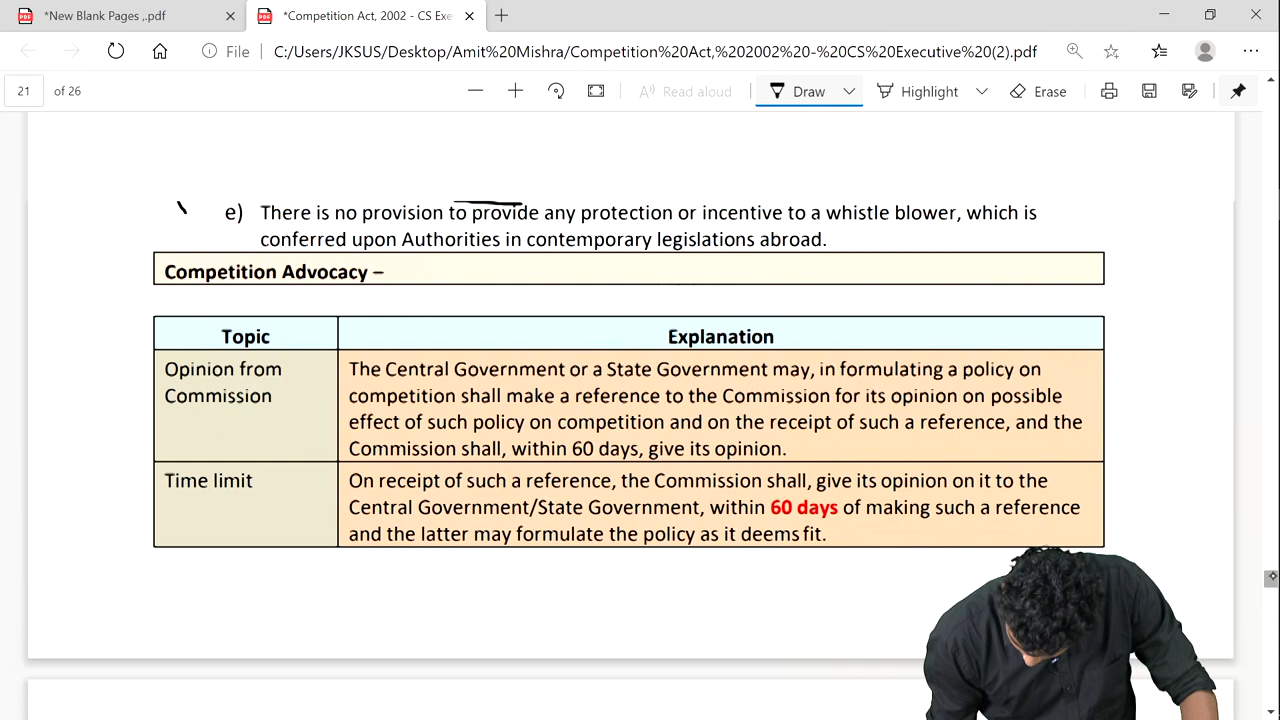 *New Blank Pages ,.pdf
*Competition Act, 2002 - CS Exe
File
C:/Users/JKSUS/Desktop/Amit%20Mishra/Competition%20Act,%202002%20-%20CS%20Executive%20(2).pdf
21 of 26
Read aloud
Draw
Highlight
Erase
e) There is no provision to provide any protection or incentive to a whistle blower, which is
conferred upon Authorities in contemporary legislations abroad.
Competition Advocacy –
Topic
Explanation
Opinion from
Commission
The Central Government or a State Government may, in formulating a policy on
competition shall make a reference to the Commission for its opinion on possible
effect of such policy on competition and on the receipt of such a reference, and the
Commission shall, within 60 days, give its opinion.
Time limit
On receipt of such a reference, the Commission shall, give its opinion on it to the
Central Government/State Government, within 60 days of making such a reference
and the latter may formulate the policy as it deems fit.